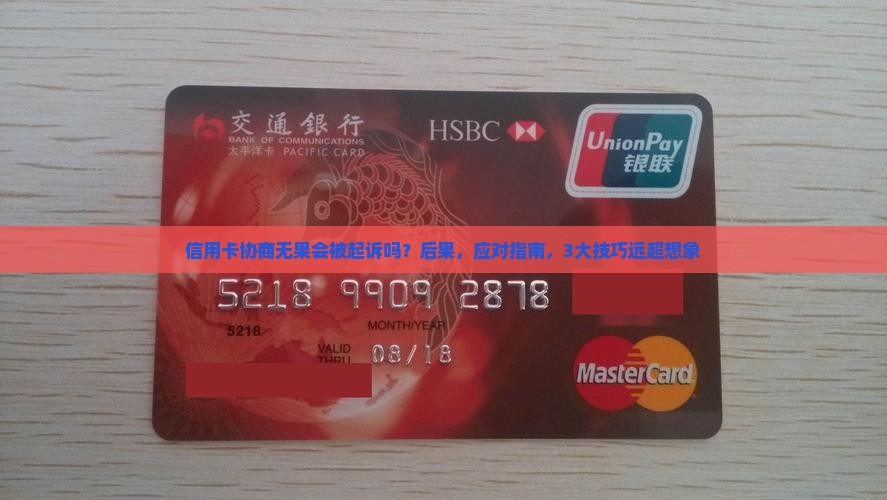 交通銀行
BANK OF COMMUNICATIONS
太平洋卡 PACIFIC CARD
HSBC
UnionPay
银联
信用卡协商无果会被起诉吗？后果，应对指南，3大技巧远超想象
5218 9909 2878
5218
MONTH/YEAR
VALID
THRU
08/18
MasterCard